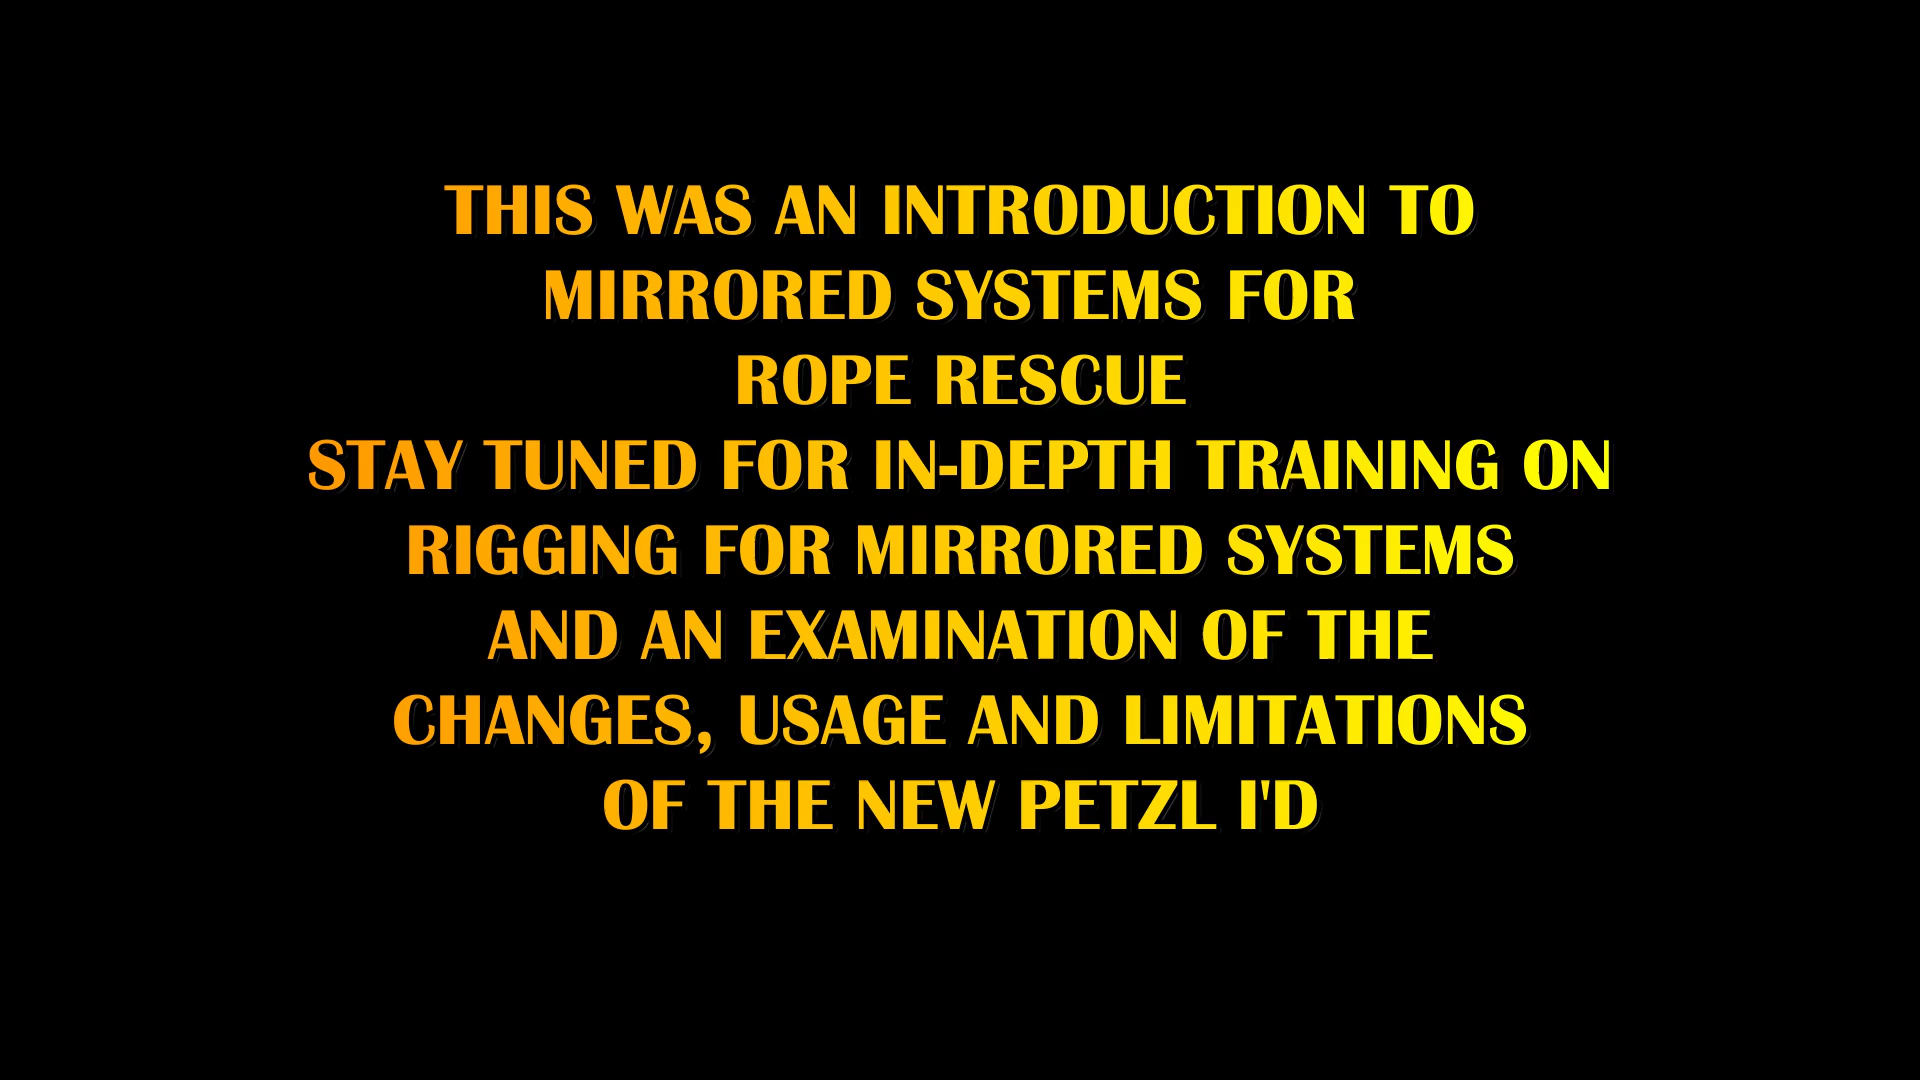 THIS WAS AN INTRODUCTION TO
MIRRORED SYSTEMS FOR
ROPE RESCUE
STAY TUNED FOR IN-DEPTH TRAINING ON
RIGGING FOR MIRRORED SYSTEMS
AND AN EXAMINATION OF THE
CHANGES, USAGE AND LIMITATIONS
OF THE NEW PETZL I'D